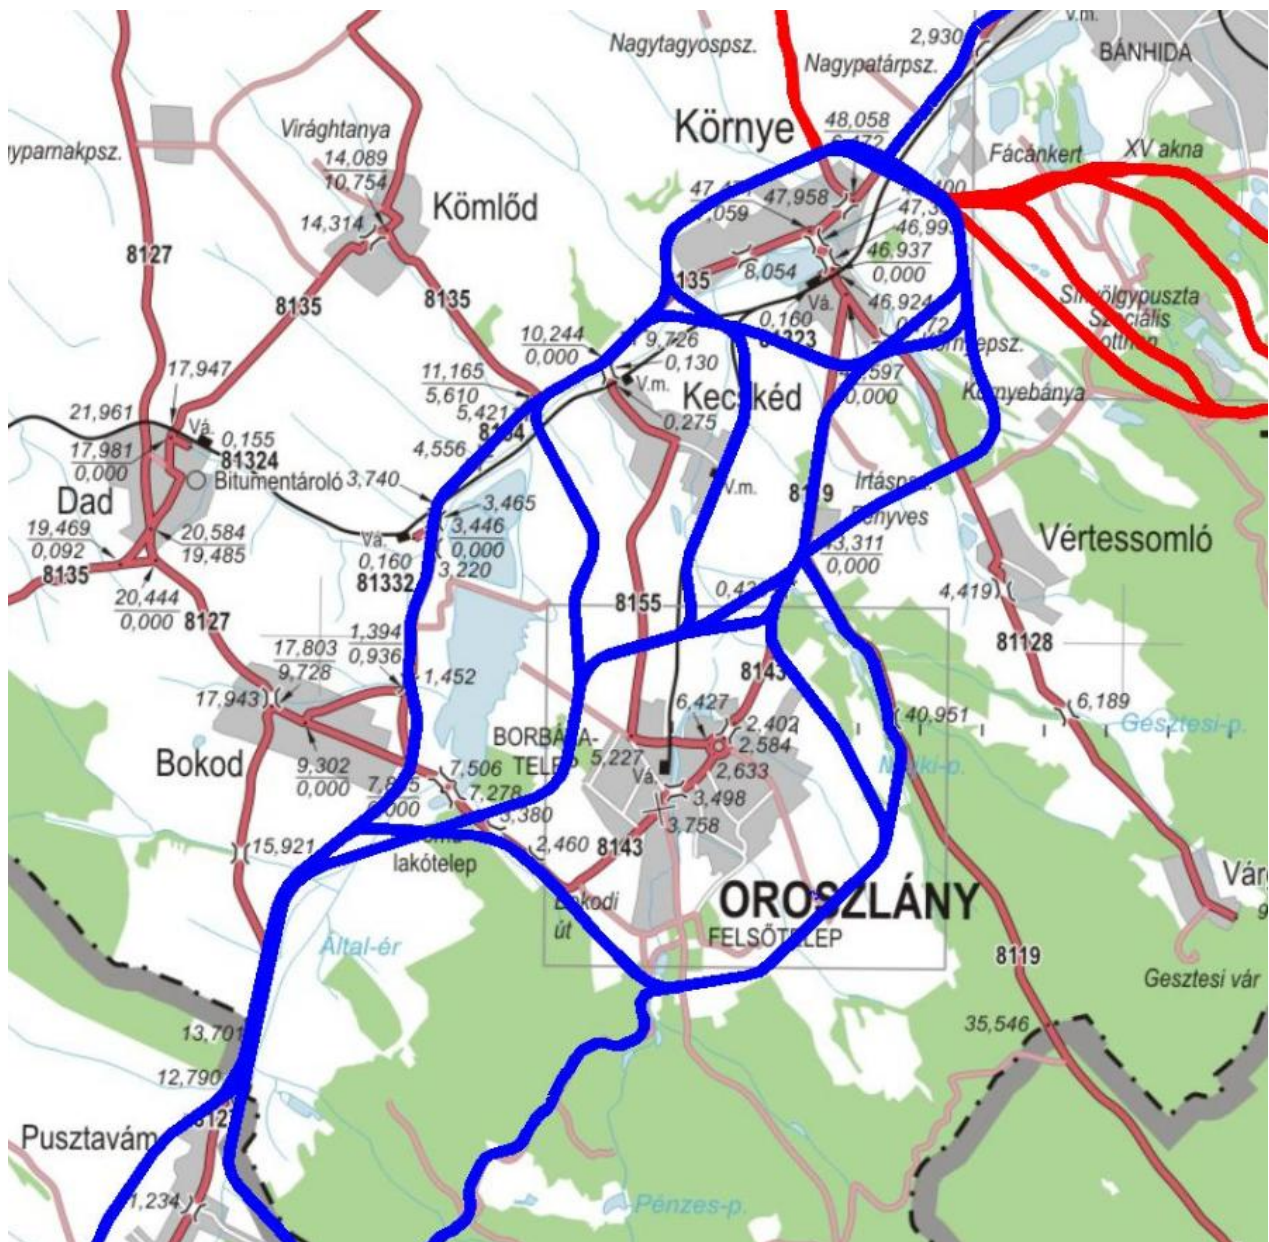 V.m.
2,930
BÁNHIDA
Nagytagyospsz.
Nagypatárpsz.
Környe
48,058
Virághtanya
14,089
10,754
Fácánkert
XV akna
47,958
Kömlőd
14,314
46,937
0,000
8127
8,054
8135
8135
Vá.
46,924
10,244
0,000
9,726
0,130
0,160
17,947
11,165
5,610
V.m.
Kecskéd
Környebánya
5,421
0,275
21,961
Vá.
0,155
81324
17,981
0,000
Bitumentároló
4,556
3,740
V.m.
Dad
3,465
3,446
0,000
Vá.
0,160
3,220
19,469
0,092
20,584
19,485
Vértessomló
43,311
0,000
8135
81332
4,419
20,444
0,000
8127
8155
1,394
0,936
17,803
9,728
81128
1,452
8143
17,943
6,427
6,189
2,402
40,951
Gesztesi-p.
5,227
2,584
Bokod
7,506
Vá.
2,633
9,302
0,000
7,278
3,498
3,380
3,758
15,921
2,460
8143
lakótelep
OROSZLÁNY
út
FELSŐTELEP
Által-ér
8119
Gesztesi vár
13,701
35,546
12,790
Pusztavám
1,234
Pénzes-p.